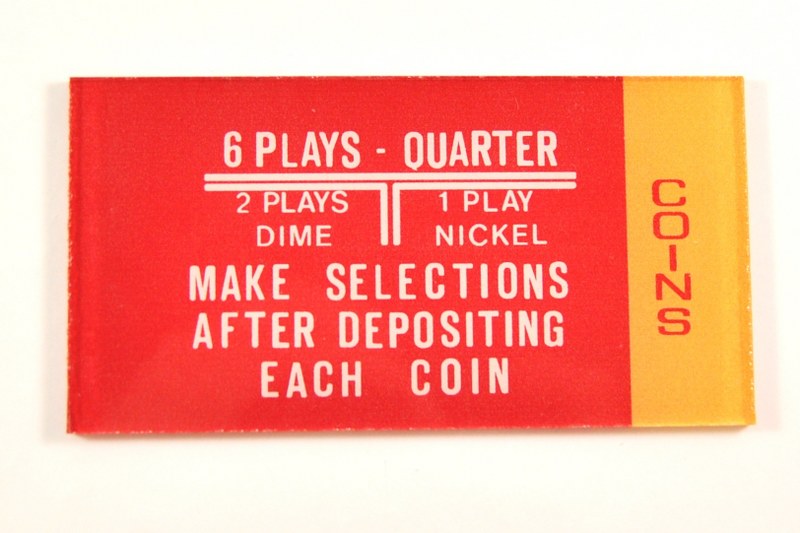 6 PLAYS - QUARTER
2 PLAYS DIME
1 PLAY NICKEL
MAKE SELECTIONS
AFTER DEPOSITING
EACH COIN
COINS